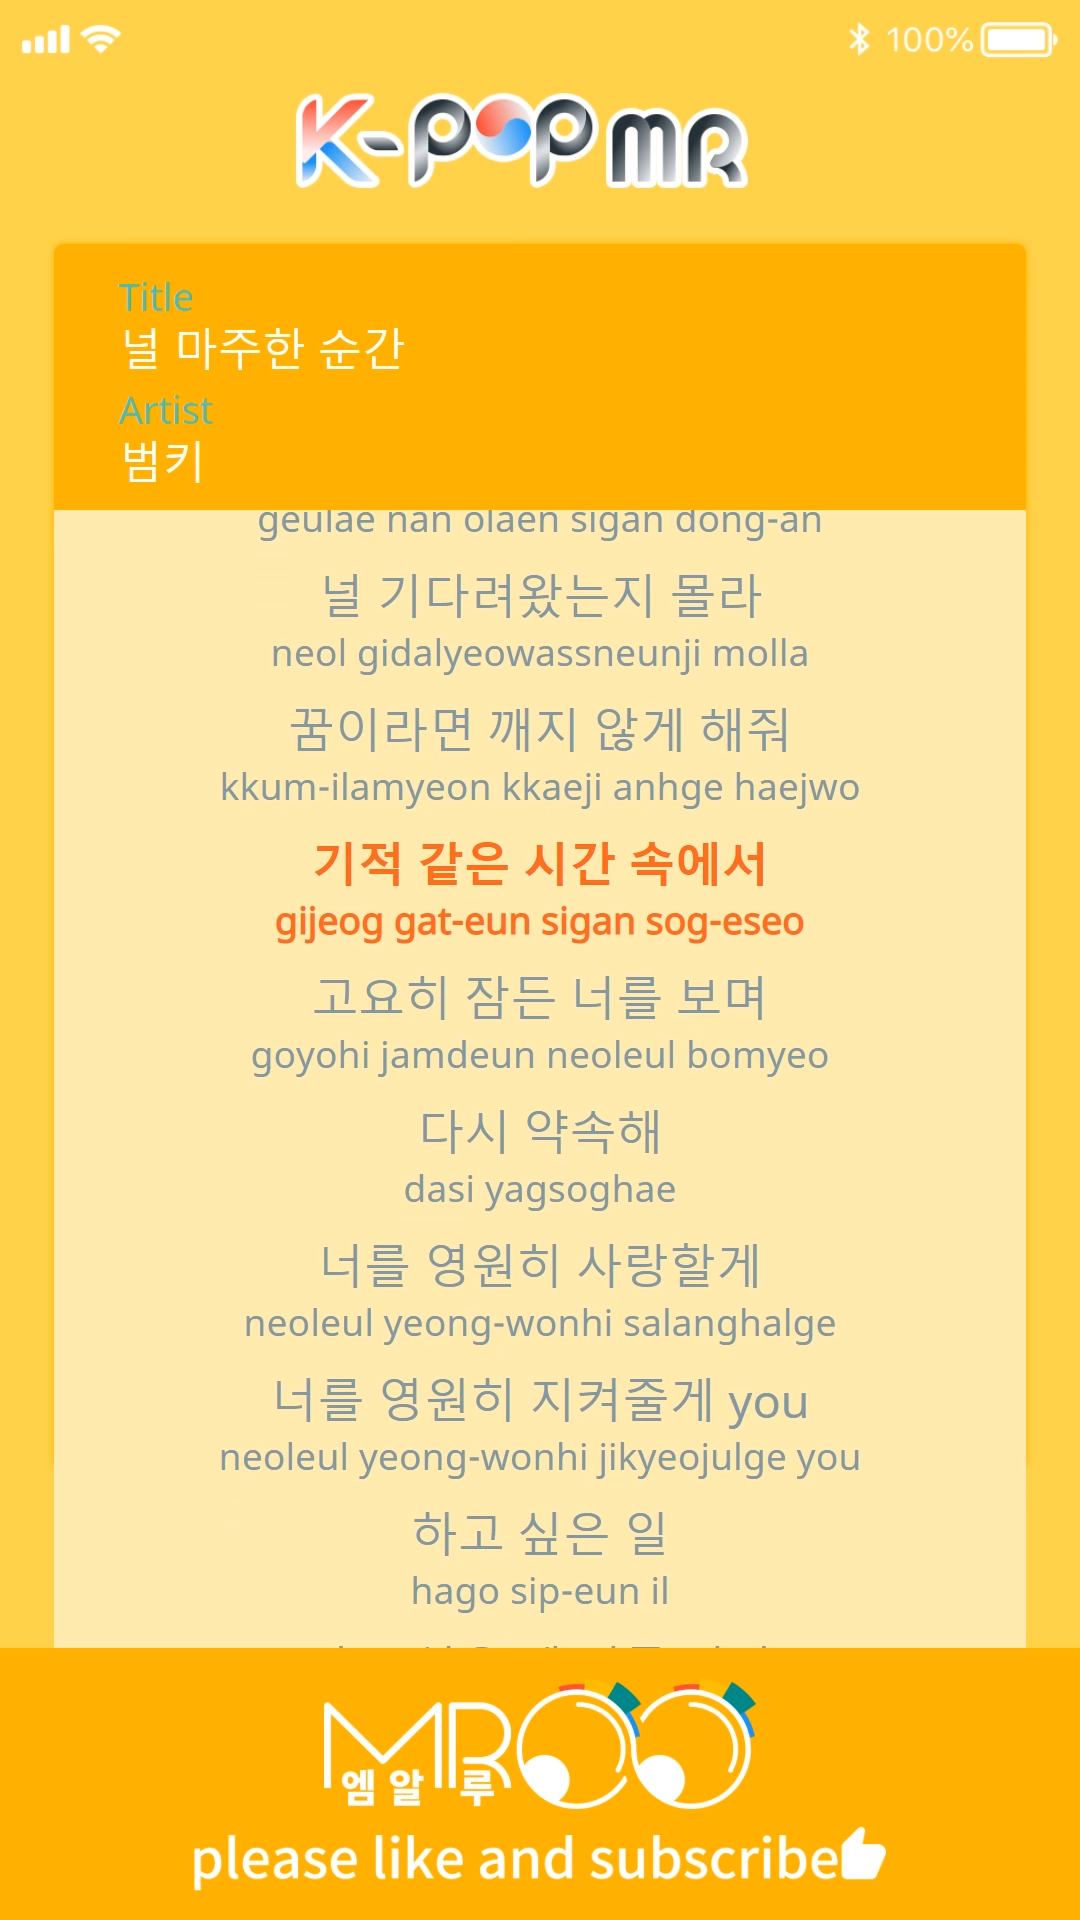 100%
K-POP MR
Title
널 마주한 순간
Artist
범키
geulae nan olaen sigan dong-an
널 기다려왔는지 몰라
neol gidalyeowassneunji molla
꿈이라면 깨지 않게 해줘
kkum-ilamyeon kkaeji anhge haejwo
기적 같은 시간 속에서
gijeog gat-eun sigan sog-eseo
고요히 잠든 너를 보며
goyohi jamdeun neoleul bomyeo
다시 약속해
dasi yagsoghae
너를 영원히 사랑할게
neoleul yeong-wonhi salanghalge
너를 영원히 지켜줄게 you
neoleul yeong-wonhi jikyeojulge you
하고 싶은 일
hago sip-eun il
MROO
엠알루
please like and subscribe